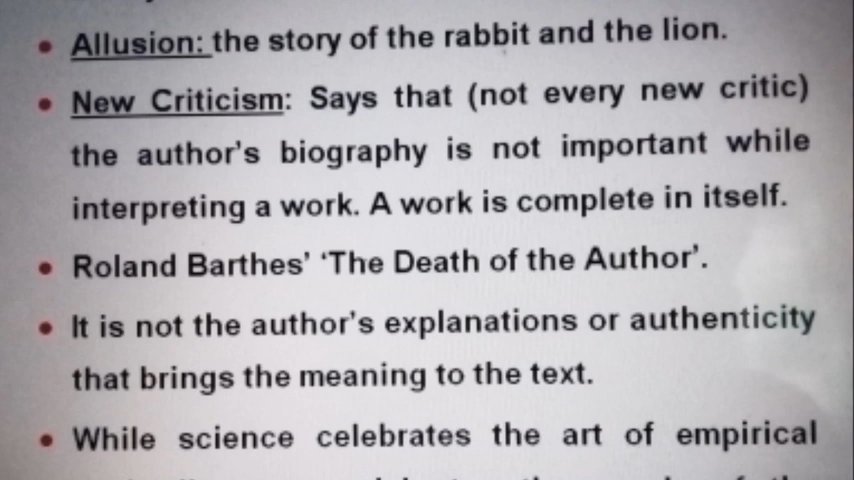 • Allusion: the story of the rabbit and the lion.
• New Criticism: Says that (not every new critic)
the author's biography is not important while
interpreting a work. A work is complete in itself.
• Roland Barthes' ‘The Death of the Author’.
• It is not the author's explanations or authenticity
that brings the meaning to the text.
• While science celebrates the art of empirical